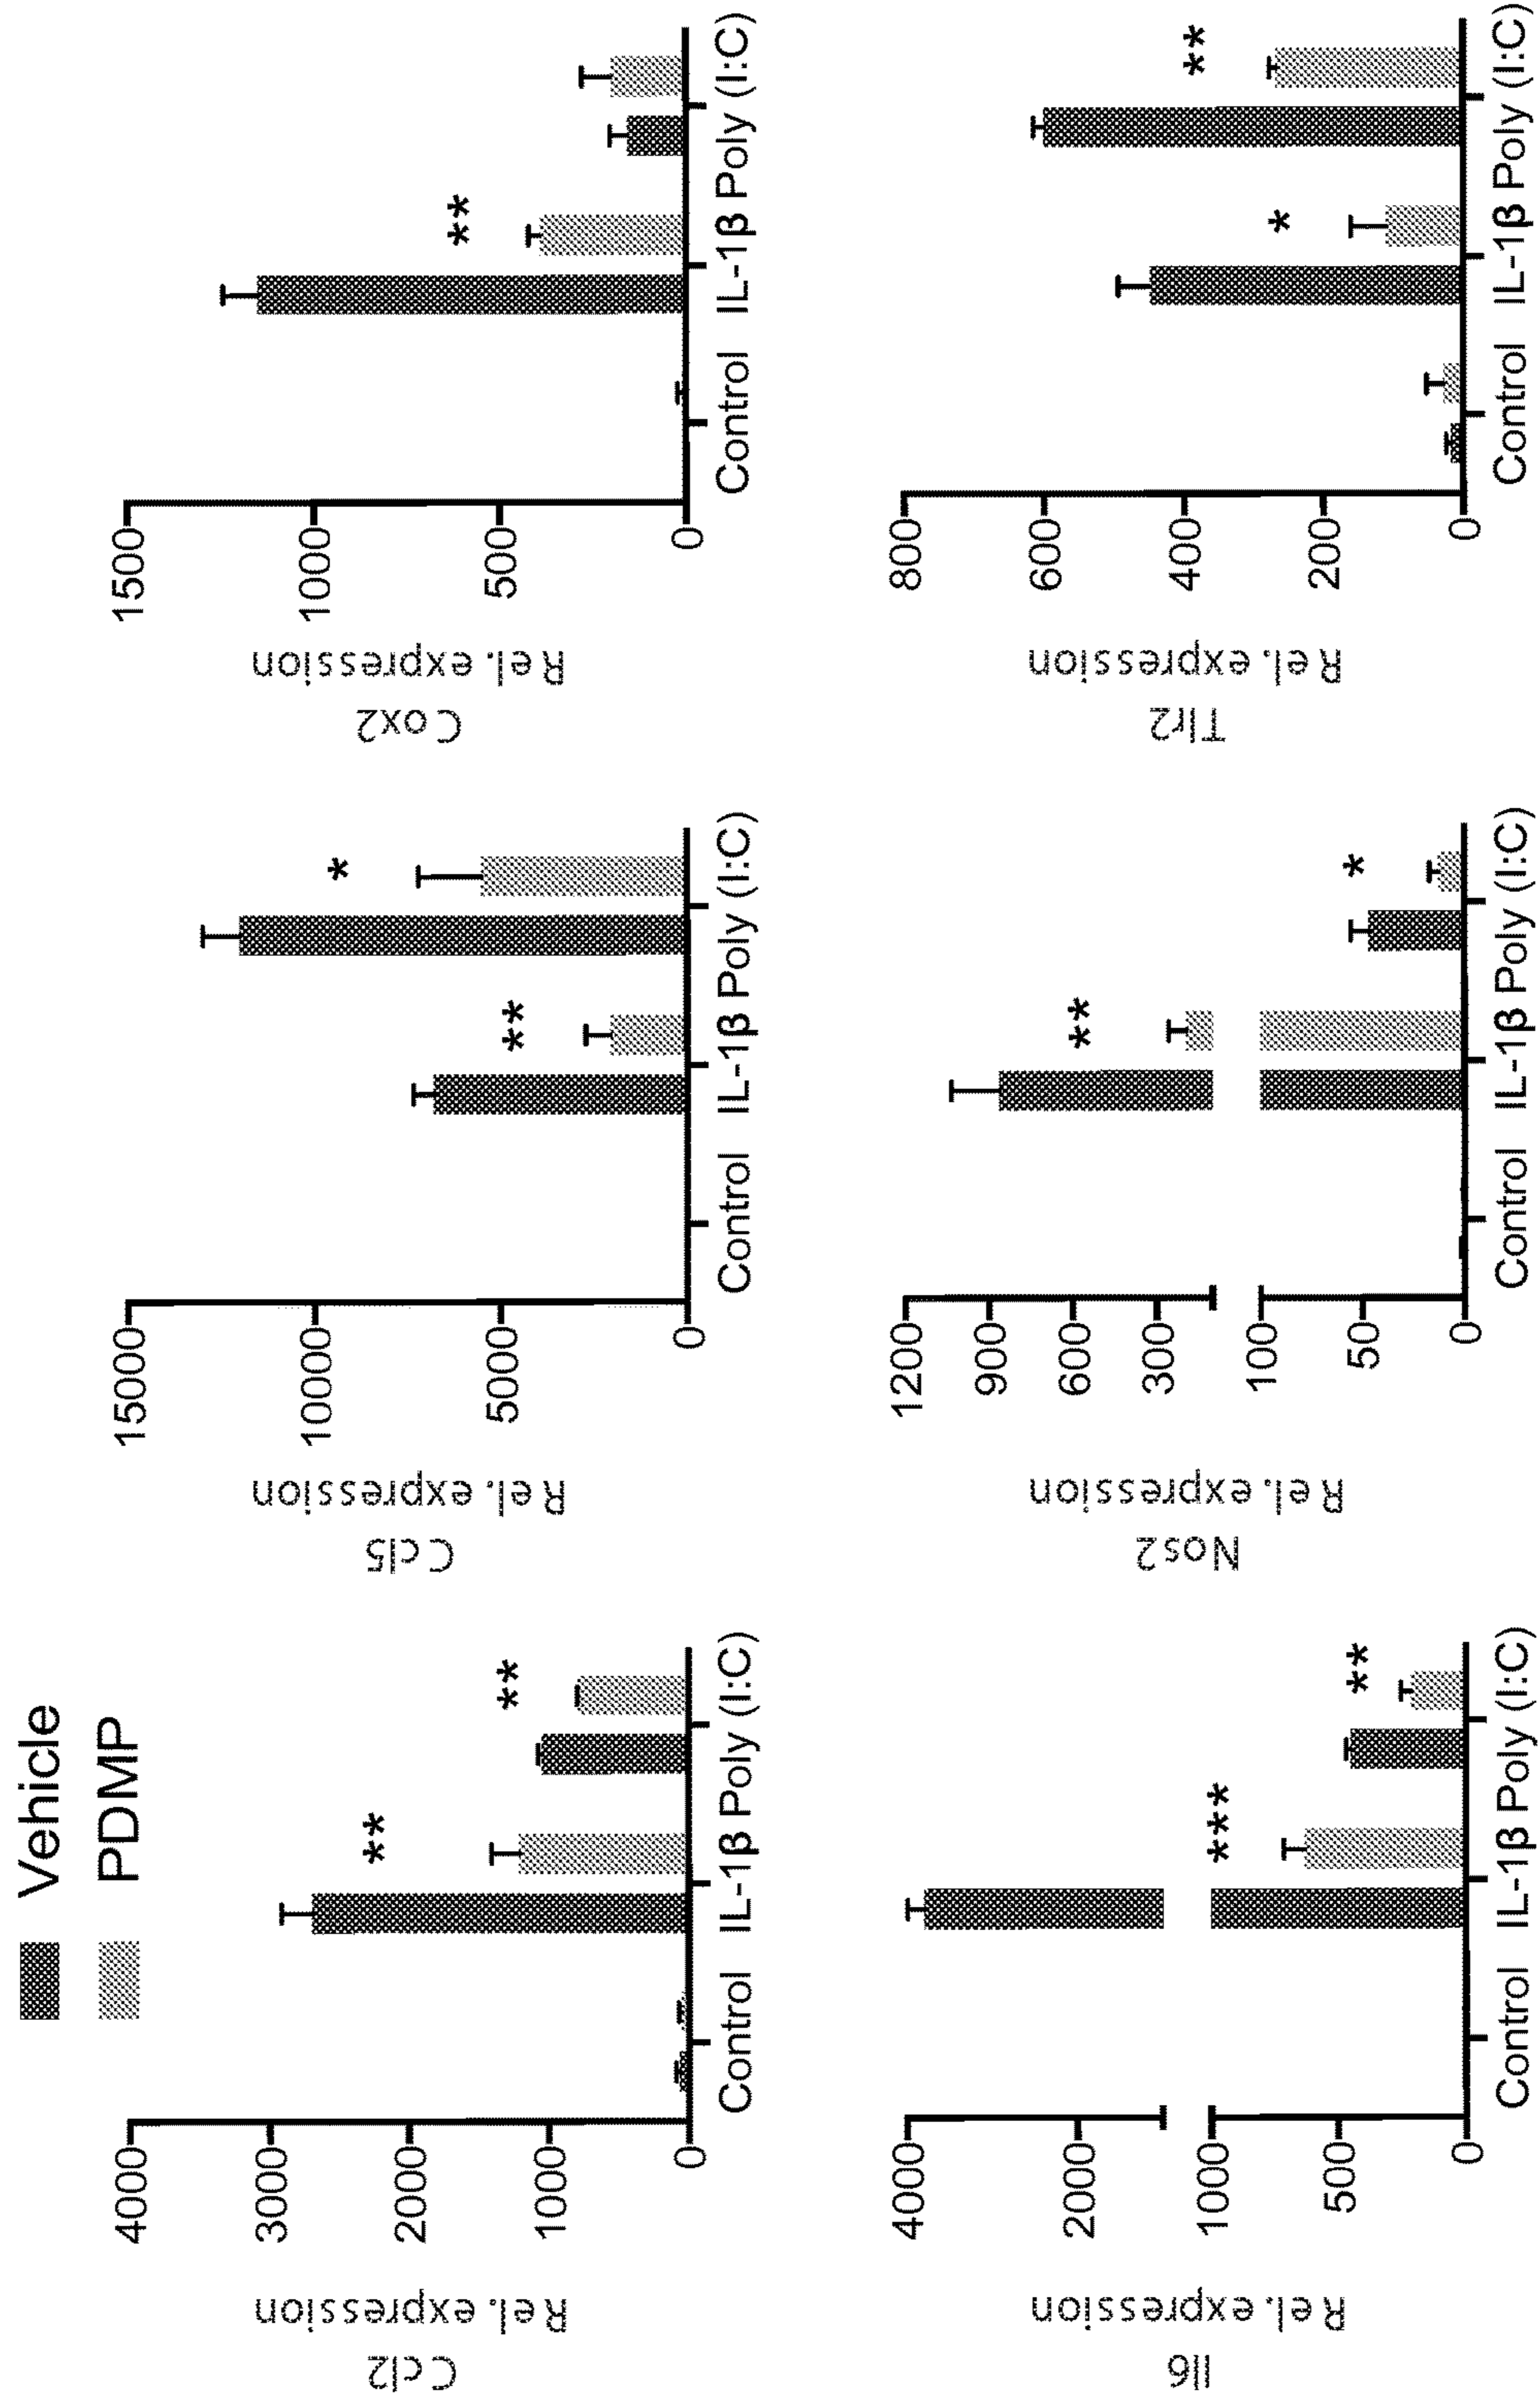 Vehicle
PDMP
Ccl2
Rel. expression
4000
3000
2000
1000
0
**
**
Control IL-1β Poly (I:C)
Ccl5
Rel. expression
15000
10000
5000
0
**
*
Control IL-1β Poly (I:C)
Cox2
Rel. expression
1500
1000
500
0
**
Control IL-1β Poly (I:C)
Il6
Rel. expression
4000
2000
1000
500
0
***
**
Control IL-1β Poly (I:C)
Nos2
Rel. expression
1200
900
600
300
100
50
0
**
*
Control IL-1β Poly (I:C)
Tlr2
Rel. expression
800
600
400
200
0
*
**
Control IL-1β Poly (I:C)